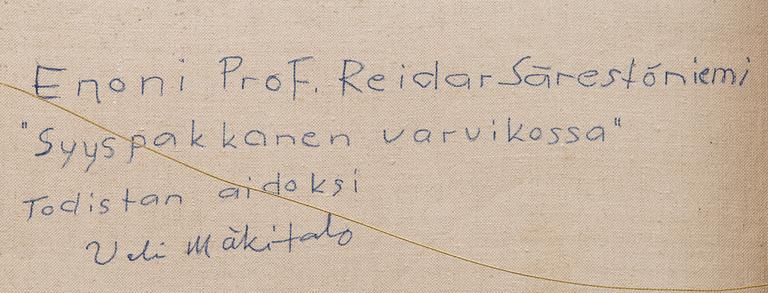 Enoni Prof. Reidar Särestöniemi
"Syyspakkanen varvikossa"
Todistan aidoksi
Veli Mäkitalo